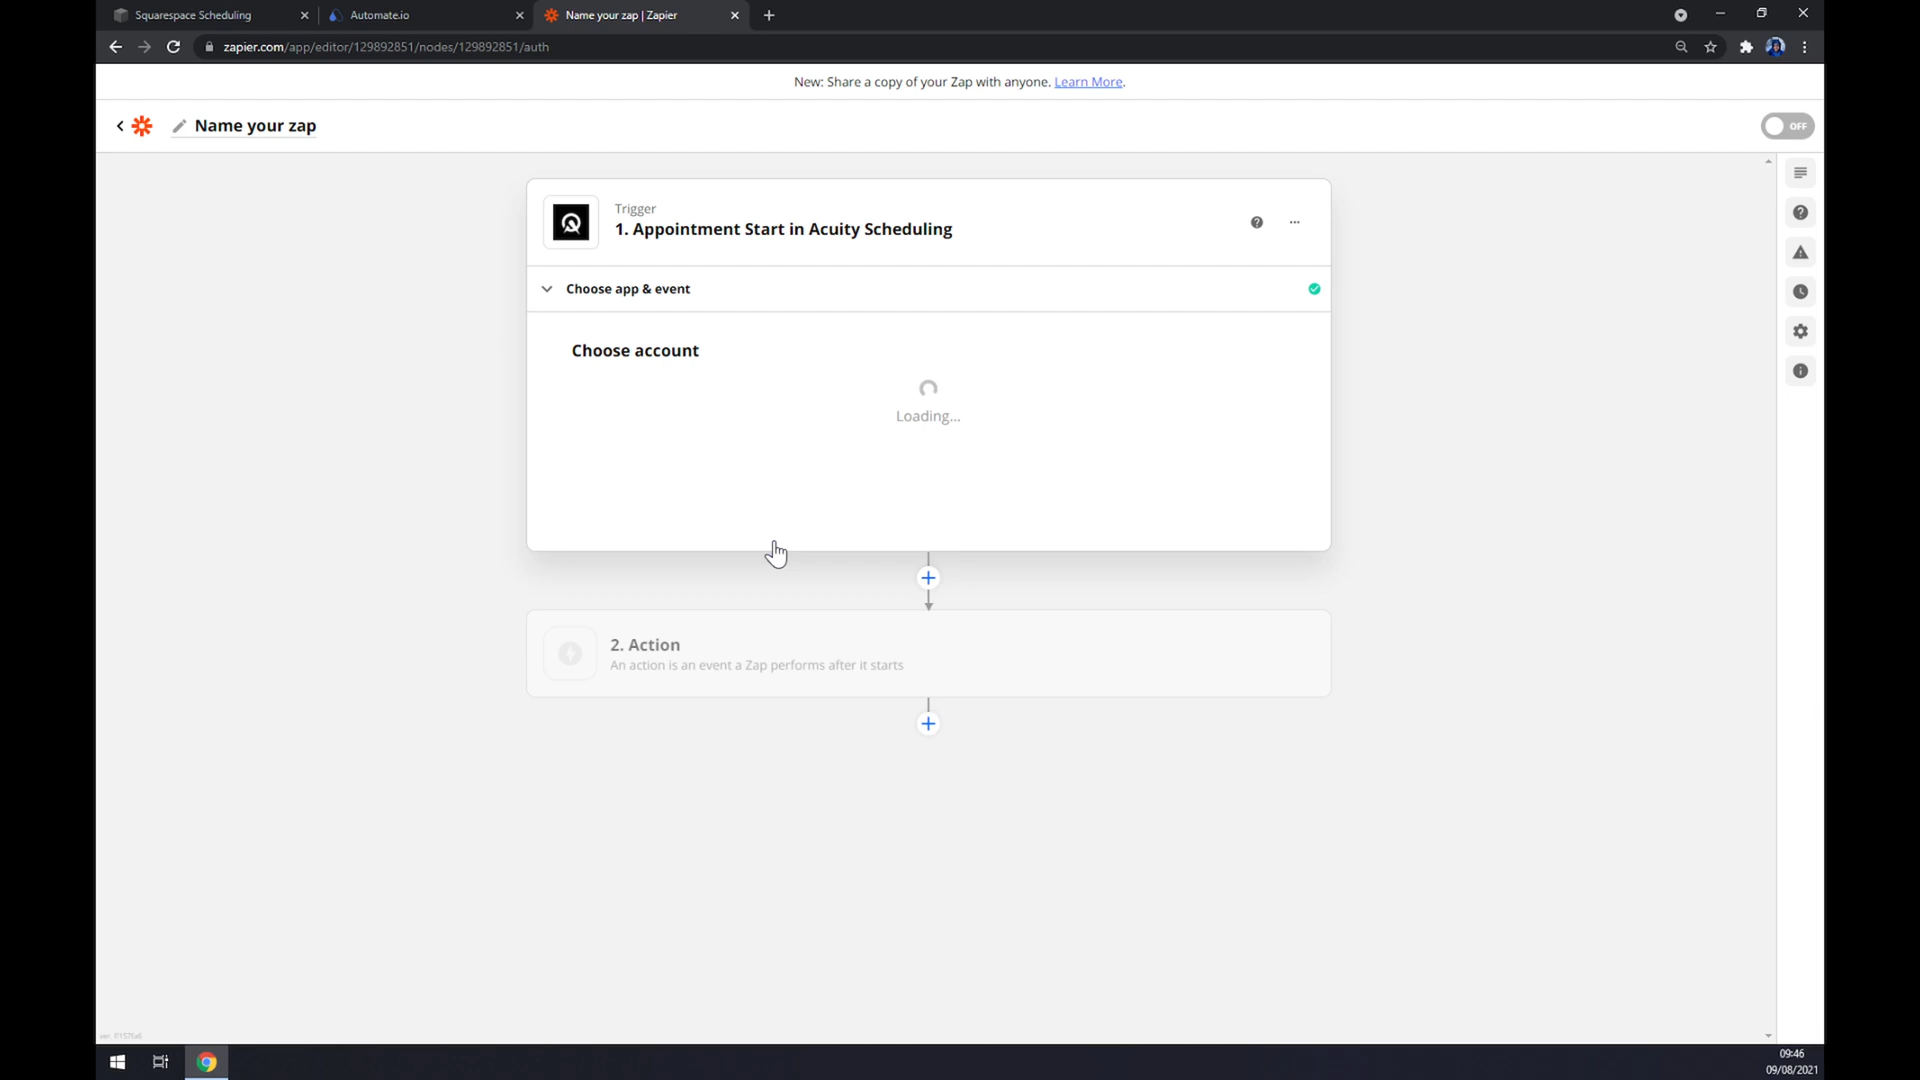 Squarespace Scheduling
Automate.io
Name your zap | Zapier
zapier.com/app/editor/129892851/nodes/129892851/auth
New: Share a copy of your Zap with anyone. Learn More.
Name your zap
OFF
Trigger
1. Appointment Start in Acuity Scheduling
Choose app & event
Choose account
Loading...
2. Action
An action is an event a Zap performs after it starts
09:46
09/08/2021